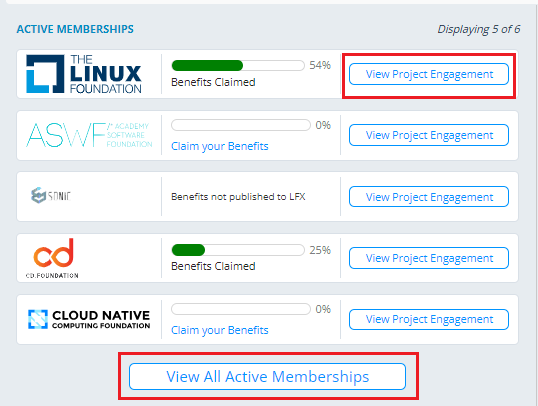 ACTIVE MEMBERSHIPS
Displaying 5 of 6
THE
LINUX
FOUNDATION
54%
Benefits Claimed
View Project Engagement
ASWF
ACADEMY
SOFTWARE
FOUNDATION
0%
Claim your Benefits
View Project Engagement
SONIC
Benefits not published to LFX
View Project Engagement
cd
CD.FOUNDATION
25%
Benefits Claimed
View Project Engagement
CLOUD NATIVE
COMPUTING FOUNDATION
0%
Claim your Benefits
View Project Engagement
View All Active Memberships